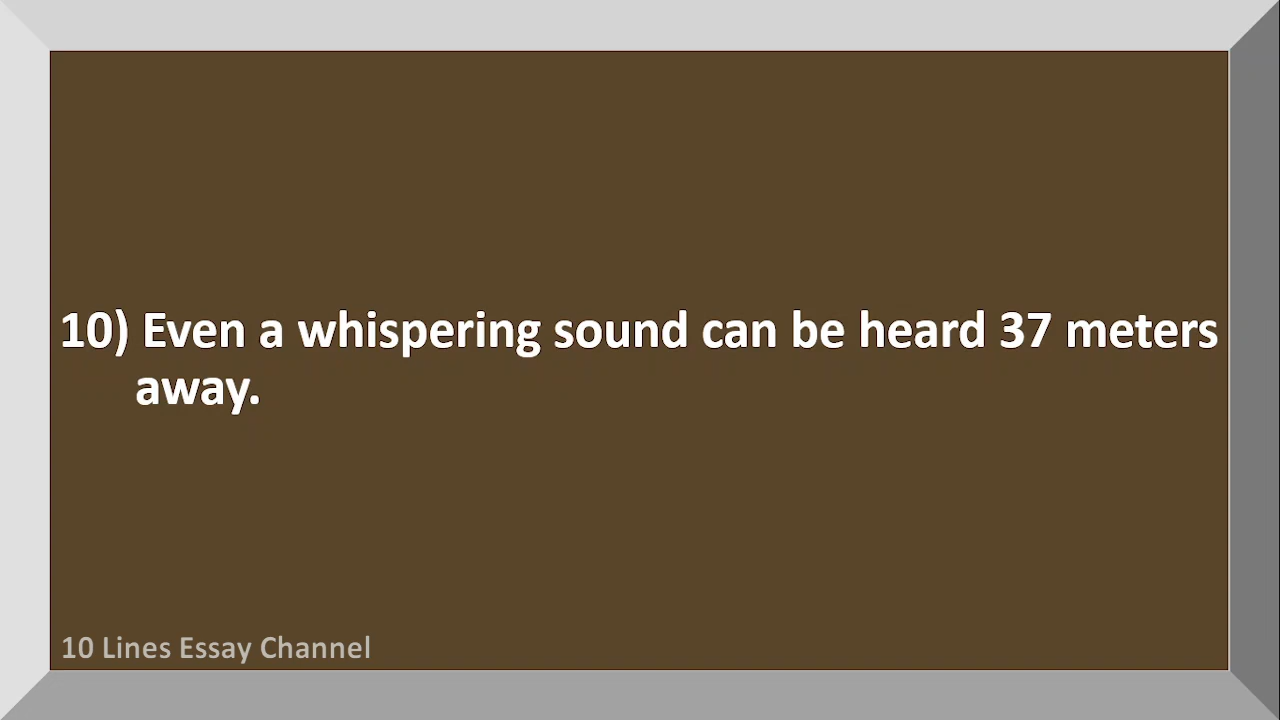 10) Even a whispering sound can be heard 37 meters
away.
10 Lines Essay Channel